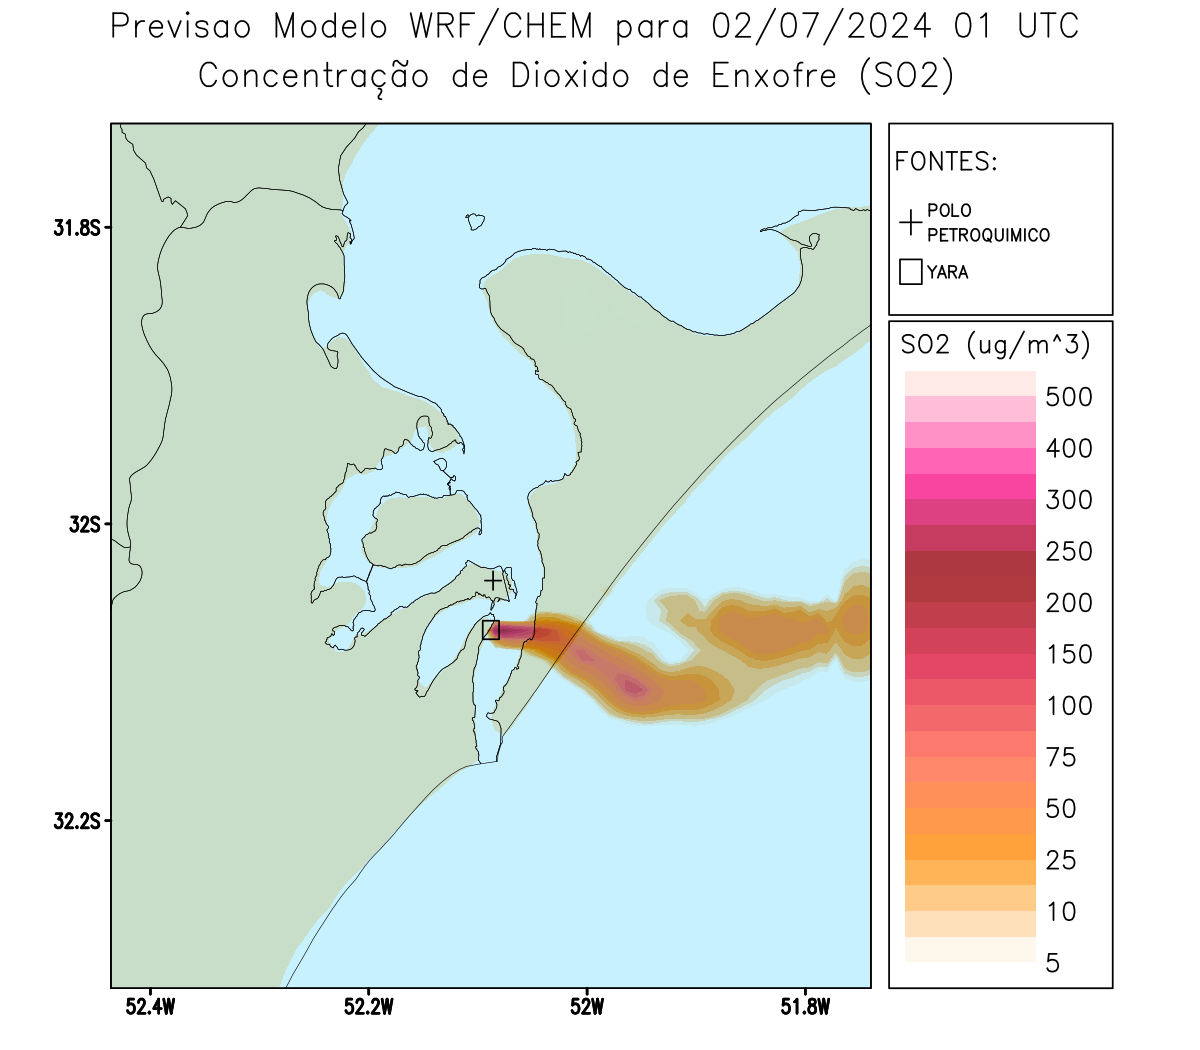 Previsao Modelo WRF/CHEM para 02/07/2024 01 UTC
Concentração de Dioxido de Enxofre (SO2)
FONTES:
POLO
PETROQUIMICO
YARA
31.8S
32S
32.2S
52.4W
52.2W
52W
51.8W
SO2 (ug/m^3)
500
400
300
250
200
150
100
75
50
25
10
5